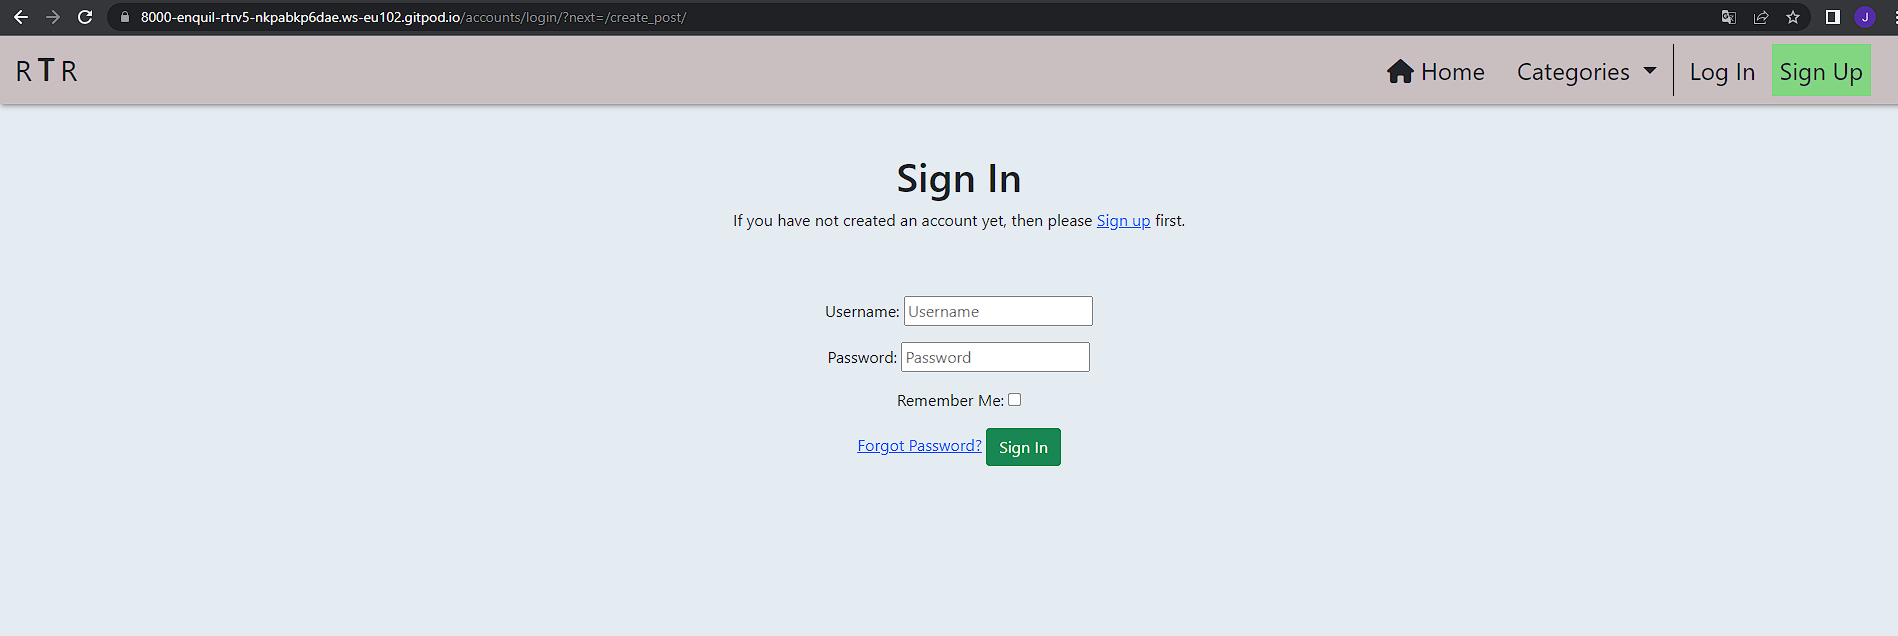 8000-enquil-rtrv5-nkpabkp6dae.ws-eu102.gitpod.io/accounts/login/?next=/create_post/
J
R T R
Home Categories Log In Sign Up
Sign In
If you have not created an account yet, then please Sign up first.
Username: Username
Password: Password
Remember Me:
Forgot Password? Sign In